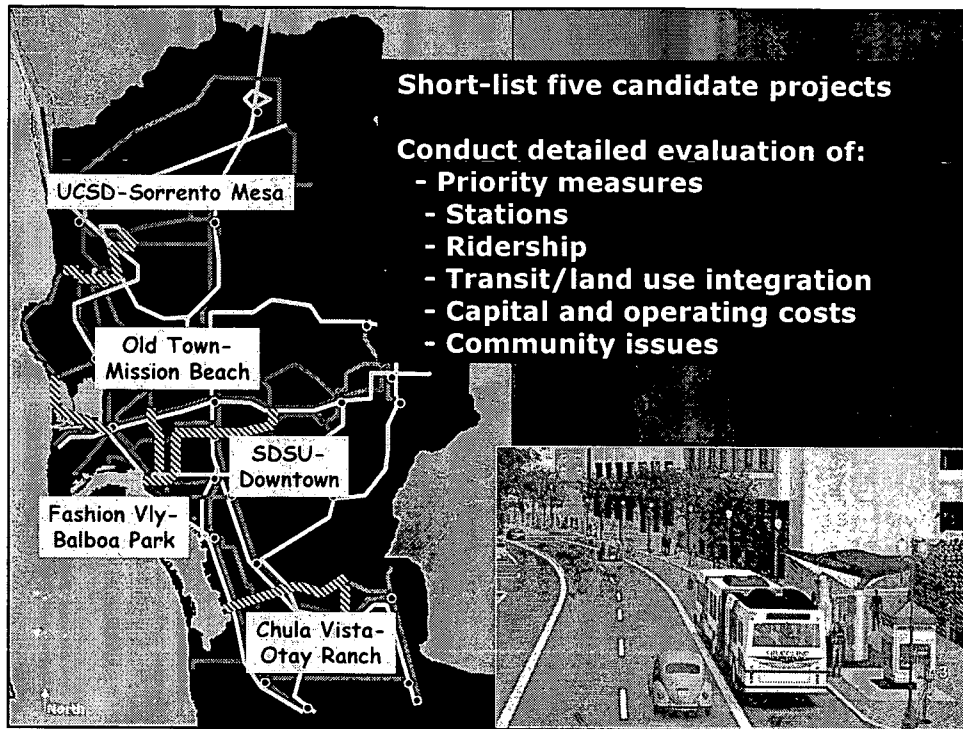 Short-list five candidate projects
Conduct detailed evaluation of:
- Priority measures
- Stations
- Ridership
- Transit/land use integration
- Capital and operating costs
- Community issues
UCSD-Sorrento Mesa
Old Town-
Mission Beach
SDSU-
Downtown
Fashion Vly-
Balboa Park
Chula Vista-
Otay Ranch
North